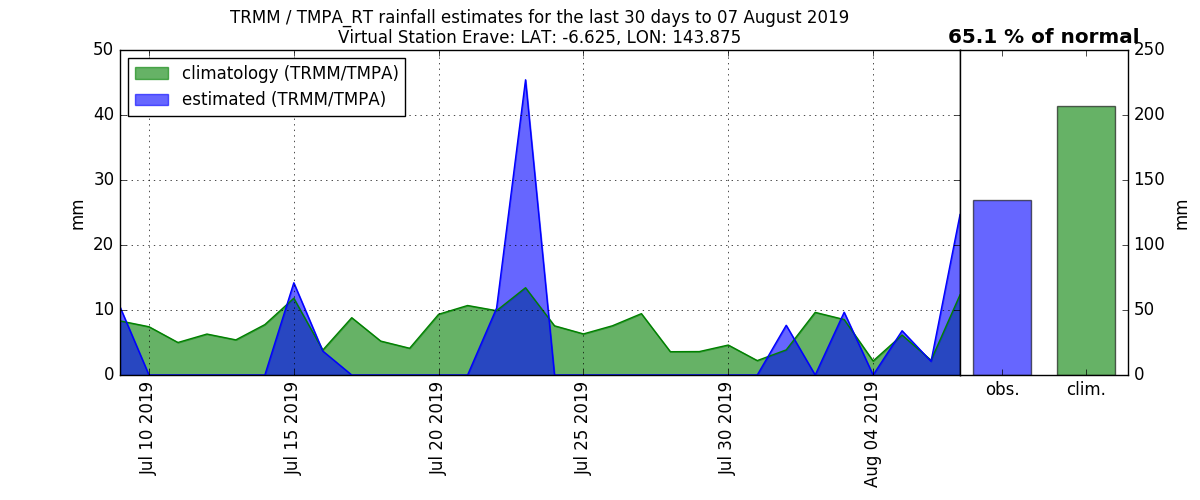 TRMM / TMPA_RT rainfall estimates for the last 30 days to 07 August 2019
Virtual Station Erave: LAT: -6.625, LON: 143.875
65.1 % of normal
climatology (TRMM/TMPA)
estimated (TRMM/TMPA)
mm
50
40
30
20
10
0
Jul 10 2019
Jul 15 2019
Jul 20 2019
Jul 25 2019
Jul 30 2019
Aug 04 2019
obs.
clim.
250
200
150
100
50
0
mm